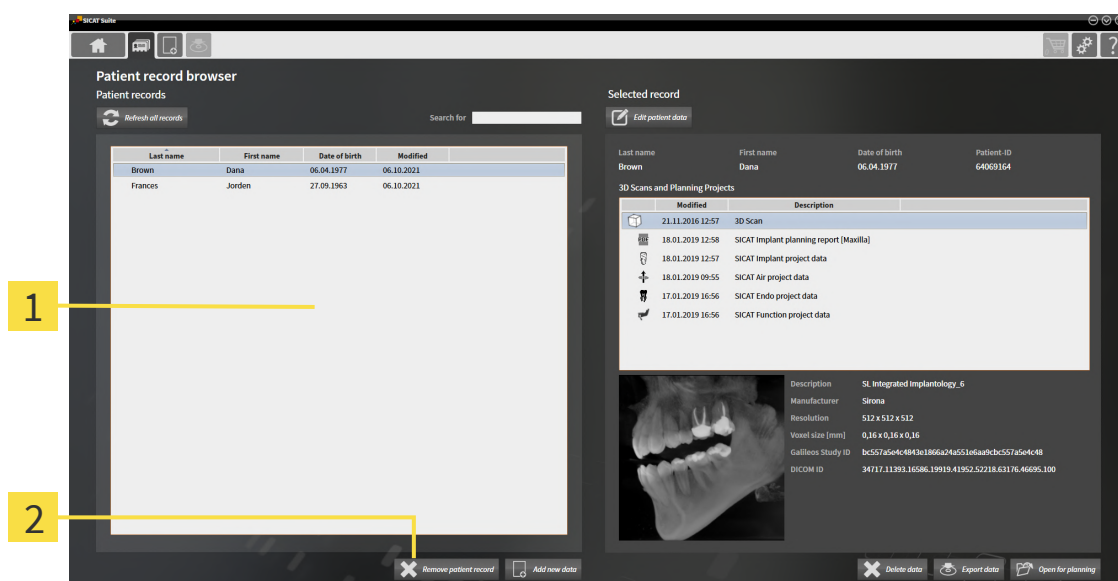 SICAT Suite
?
Patient record browser
Patient records
Refresh all records
Search for
Last name First name Date of birth Modified
Brown Dana 06.04.1977 06.10.2021
Frances Jorden 27.09.1963 06.10.2021
1
2
Remove patient record
Add new data
Selected record
Edit patient data
Last name First name Date of birth Patient-ID
Brown Dana 06.04.1977 64069164
3D Scans and Planning Projects
Modified Description
21.11.2016 12:57 3D Scan
18.01.2019 12:58 SICAT Implant planning report [Maxilla]
18.01.2019 12:57 SICAT Implant project data
18.01.2019 09:55 SICAT Air project data
17.01.2019 16:56 SICAT Endo project data
17.01.2019 16:56 SICAT Function project data
Description SL Integrated Implantology_6
Manufacturer Sirona
Resolution 512 x 512 x 512
Voxel size [mm] 0,16 x 0,16 x 0,16
Galileos Study ID bc557a5e4c4843e1866a24a551e6aa9cbc557a5e4c48
DICOM ID 34717.11393.16586.19919.41952.52218.63176.46695.100
Delete data
Export data
Open for planning